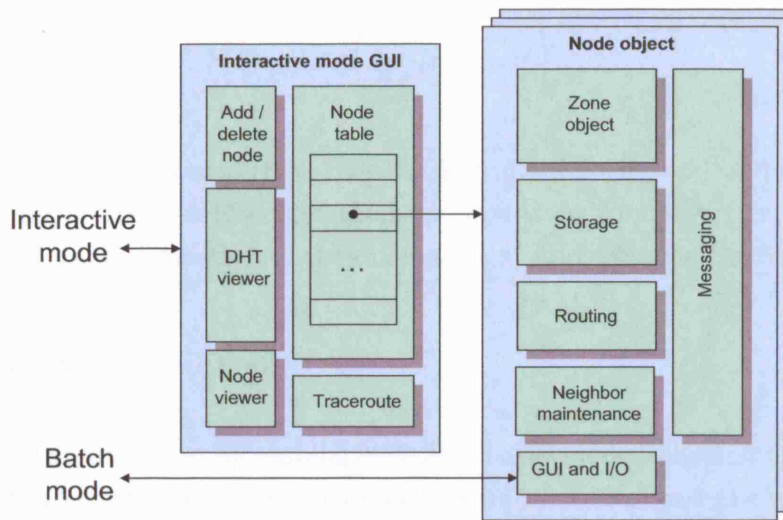 Interactive
mode
Batch
mode
Interactive mode GUI
Add /
delete
node
DHT
viewer
Node
viewer
Node
table
...
Traceroute
Node object
Zone
object
Storage
Routing
Neighbor
maintenance
GUI and I/O
Messaging